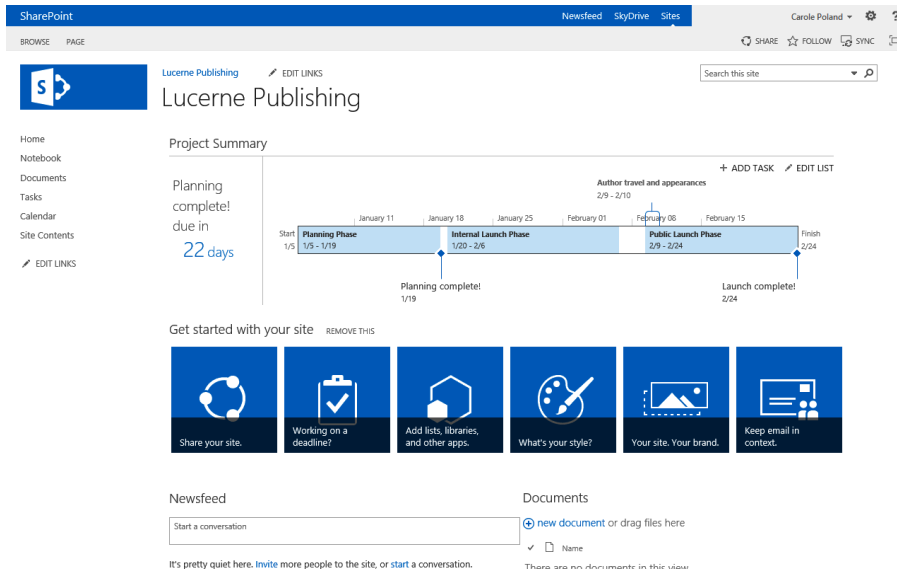 SharePoint
Newsfeed SkyDrive Sites
Carole Poland
?
BROWSE PAGE
SHARE FOLLOW SYNC
S
Lucerne Publishing EDIT LINKS
Lucerne Publishing
Search this site
Home
Notebook
Documents
Tasks
Calendar
Site Contents
EDIT LINKS
Project Summary
+ ADD TASK EDIT LIST
Planning
complete!
due in
22 days
Author travel and appearances
2/9 - 2/10
January 11 January 18 January 25 February 01 February 08 February 15
Start
1/5
Planning Phase
1/5 - 1/19
Internal Launch Phase
1/20 - 2/6
Public Launch Phase
2/9 - 2/24
Finish
2/24
Planning complete!
1/19
Launch complete!
2/24
Get started with your site REMOVE THIS
Share your site.
Working on a
deadline?
Add lists, libraries,
and other apps.
What's your style?
Your site. Your brand.
Keep email in
context.
Newsfeed
Start a conversation
It's pretty quiet here. Invite more people to the site, or start a conversation.
Documents
new document or drag files here
Name
There are no documents in this view